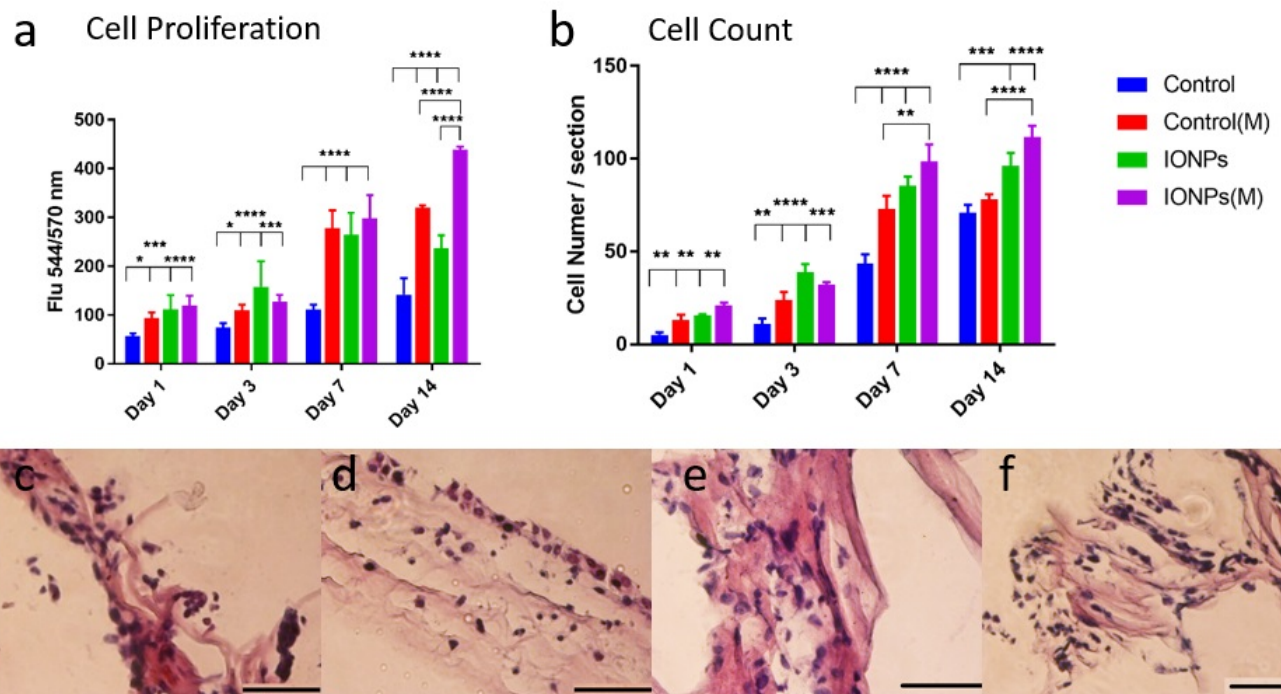 a Cell Proliferation
Flu 544/570 nm
500
400
300
200
100
0
***
* ****
****
* ***
****
****
****
****
Day 1 Day 3 Day 7 Day 14
b Cell Count
Cell Numer / section
150
100
50
0
** ** **
****
** ***
****
**
*** ****
****
Day 1 Day 3 Day 7 Day 14
Control
Control(M)
IONPs
IONPs(M)
c d e f